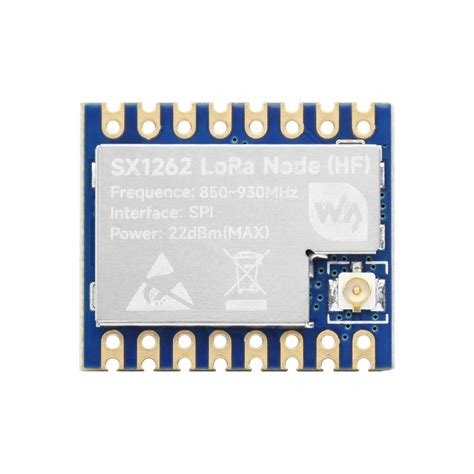 SX1262 LoRa Node (HF)
Frequence: 850~930MHz
Interface: SPI
Power: 22dBm(MAX)